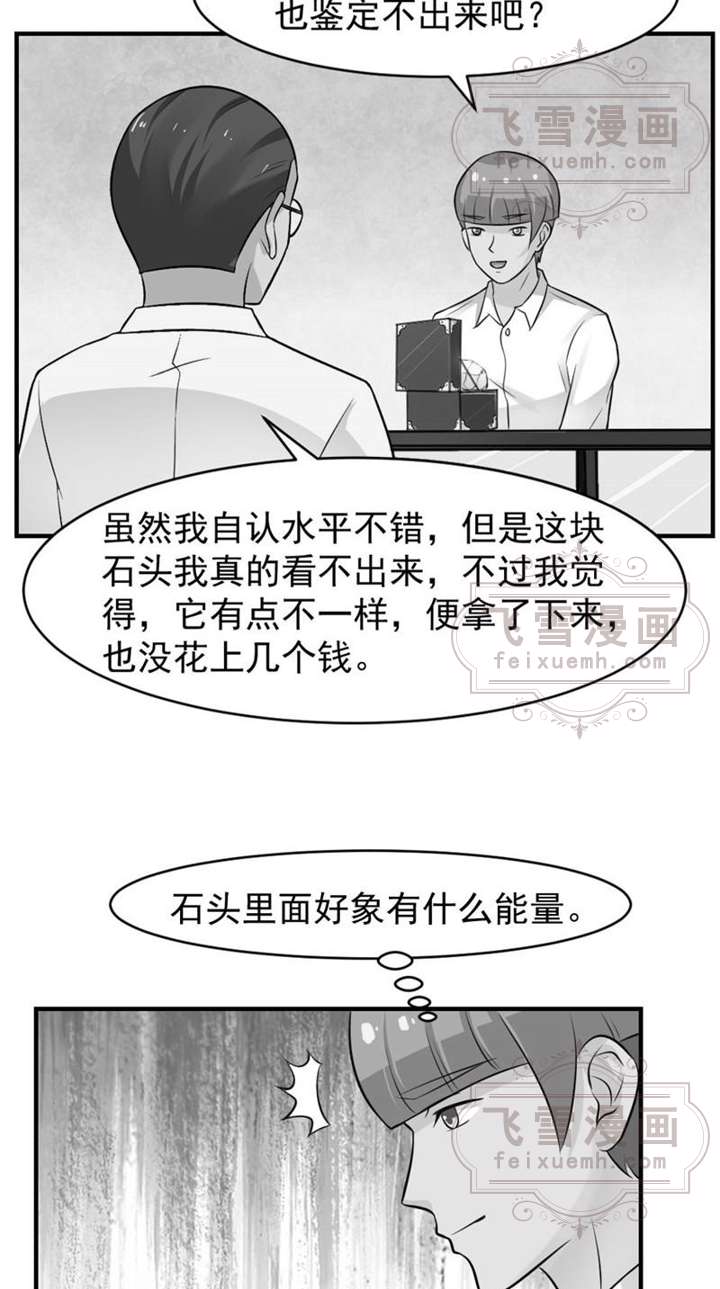 也鉴定不出来吧？
飞雪漫画
feixuemh.com
虽然我自认水平不错，但是这块
石头我真的看不出来，不过我觉
得，它有点不一样，便拿了下来，
也没花上几个钱。
飞雪漫画
feixuemh.com
石头里面好象有什么能量。
飞雪漫画
feixuemh.com